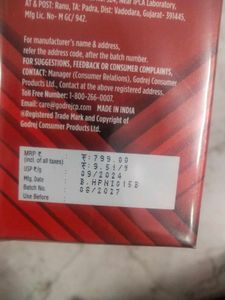 AT & POST: Ranu, TA: Padra, Dist: Vadodara, Gujarat - 391445,
Mfg. Lic. No- M GC/ 942.
For manufacturer's name & address,
refer the address code, after the batch number.
FOR SUGGESTIONS, FEEDBACK OR CONSUMER COMPLAINTS,
CONTACT: Manager (Consumer Relations), Godrej Consumer
Products Ltd., Contact at the above address.
Toll Free Number: 1-800-266-0007.
Email: care@godrejcp.com. MADE IN INDIA
®Registered Trade Mark and Copyright of
Godrej Consumer Products Ltd.
MRP ₹
(incl. of all taxes)
₹:799.00
USP ₹/g
Mfg. Date
09/2024
Batch No.
Use Before
08/2027